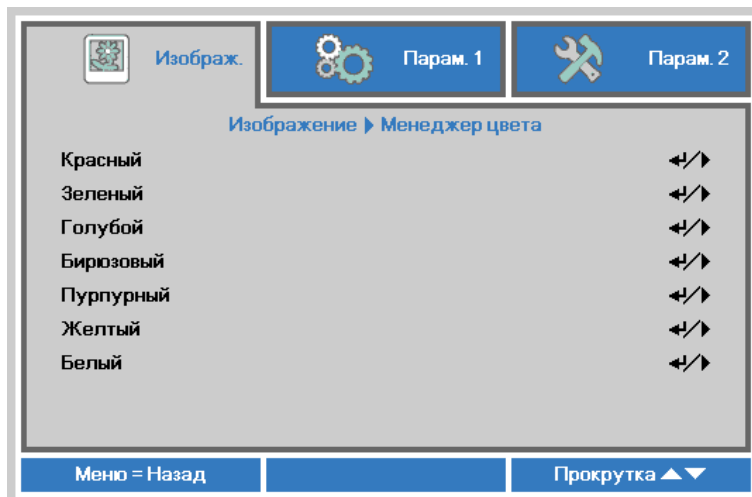 Изображ. Парам. 1 Парам. 2
Изображение ▶ Менеджер цвета
Красный ↵/▶
Зеленый ↵/▶
Голубой ↵/▶
Бирюзовый ↵/▶
Пурпурный ↵/▶
Желтый ↵/▶
Белый ↵/▶
Меню = Назад Прокрутка ▲▼